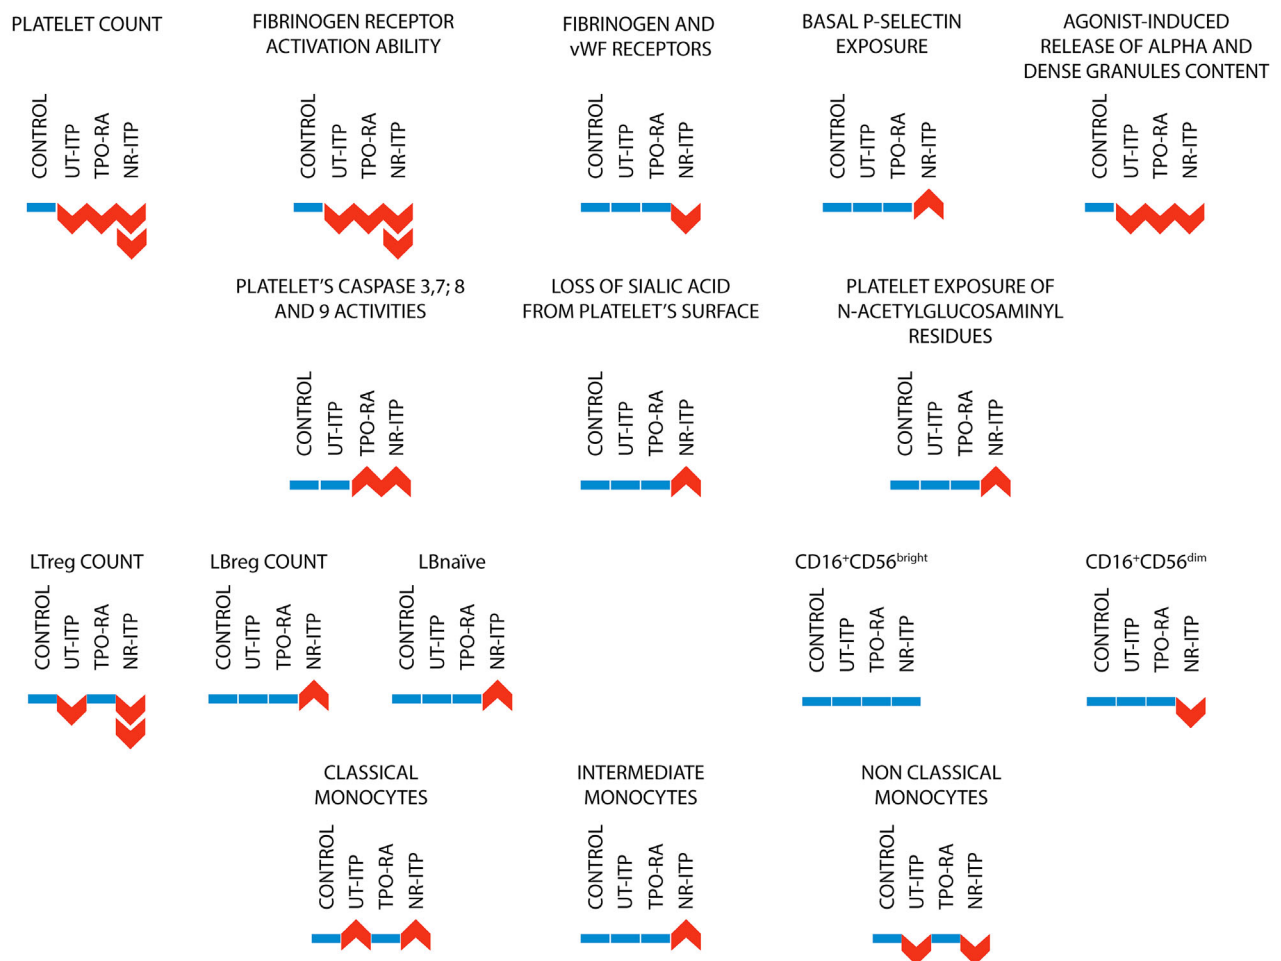 PLATELET COUNT
FIBRINOGEN RECEPTOR
ACTIVATION ABILITY
FIBRINOGEN AND
vWF RECEPTORS
BASAL P-SELECTIN
EXPOSURE
AGONIST-INDUCED
RELEASE OF ALPHA AND
DENSE GRANULES CONTENT
CONTROL
UT-ITP
TPO-RA
NR-ITP
CONTROL
UT-ITP
TPO-RA
NR-ITP
CONTROL
UT-ITP
TPO-RA
NR-ITP
CONTROL
UT-ITP
TPO-RA
NR-ITP
CONTROL
UT-ITP
TPO-RA
NR-ITP
PLATELET’S CASPASE 3,7; 8
AND 9 ACTIVITIES
LOSS OF SIALIC ACID
FROM PLATELET’S SURFACE
PLATELET EXPOSURE OF
N-ACETYLGLUCOSAMINYL
RESIDUES
CONTROL
UT-ITP
TPO-RA
NR-ITP
CONTROL
UT-ITP
TPO-RA
NR-ITP
CONTROL
UT-ITP
TPO-RA
NR-ITP
LTreg COUNT
LBreg COUNT
LBnaïve
CD16⁺CD56ᵇʳⁱᵍʰᵗ
CD16⁺CD56ᵈⁱᵐ
CONTROL
UT-ITP
TPO-RA
NR-ITP
CONTROL
UT-ITP
TPO-RA
NR-ITP
CONTROL
UT-ITP
TPO-RA
NR-ITP
CONTROL
UT-ITP
TPO-RA
NR-ITP
CONTROL
UT-ITP
TPO-RA
NR-ITP
CLASSICAL
MONOCYTES
INTERMEDIATE
MONOCYTES
NON CLASSICAL
MONOCYTES
CONTROL
UT-ITP
TPO-RA
NR-ITP
CONTROL
UT-ITP
TPO-RA
NR-ITP
CONTROL
UT-ITP
TPO-RA
NR-ITP